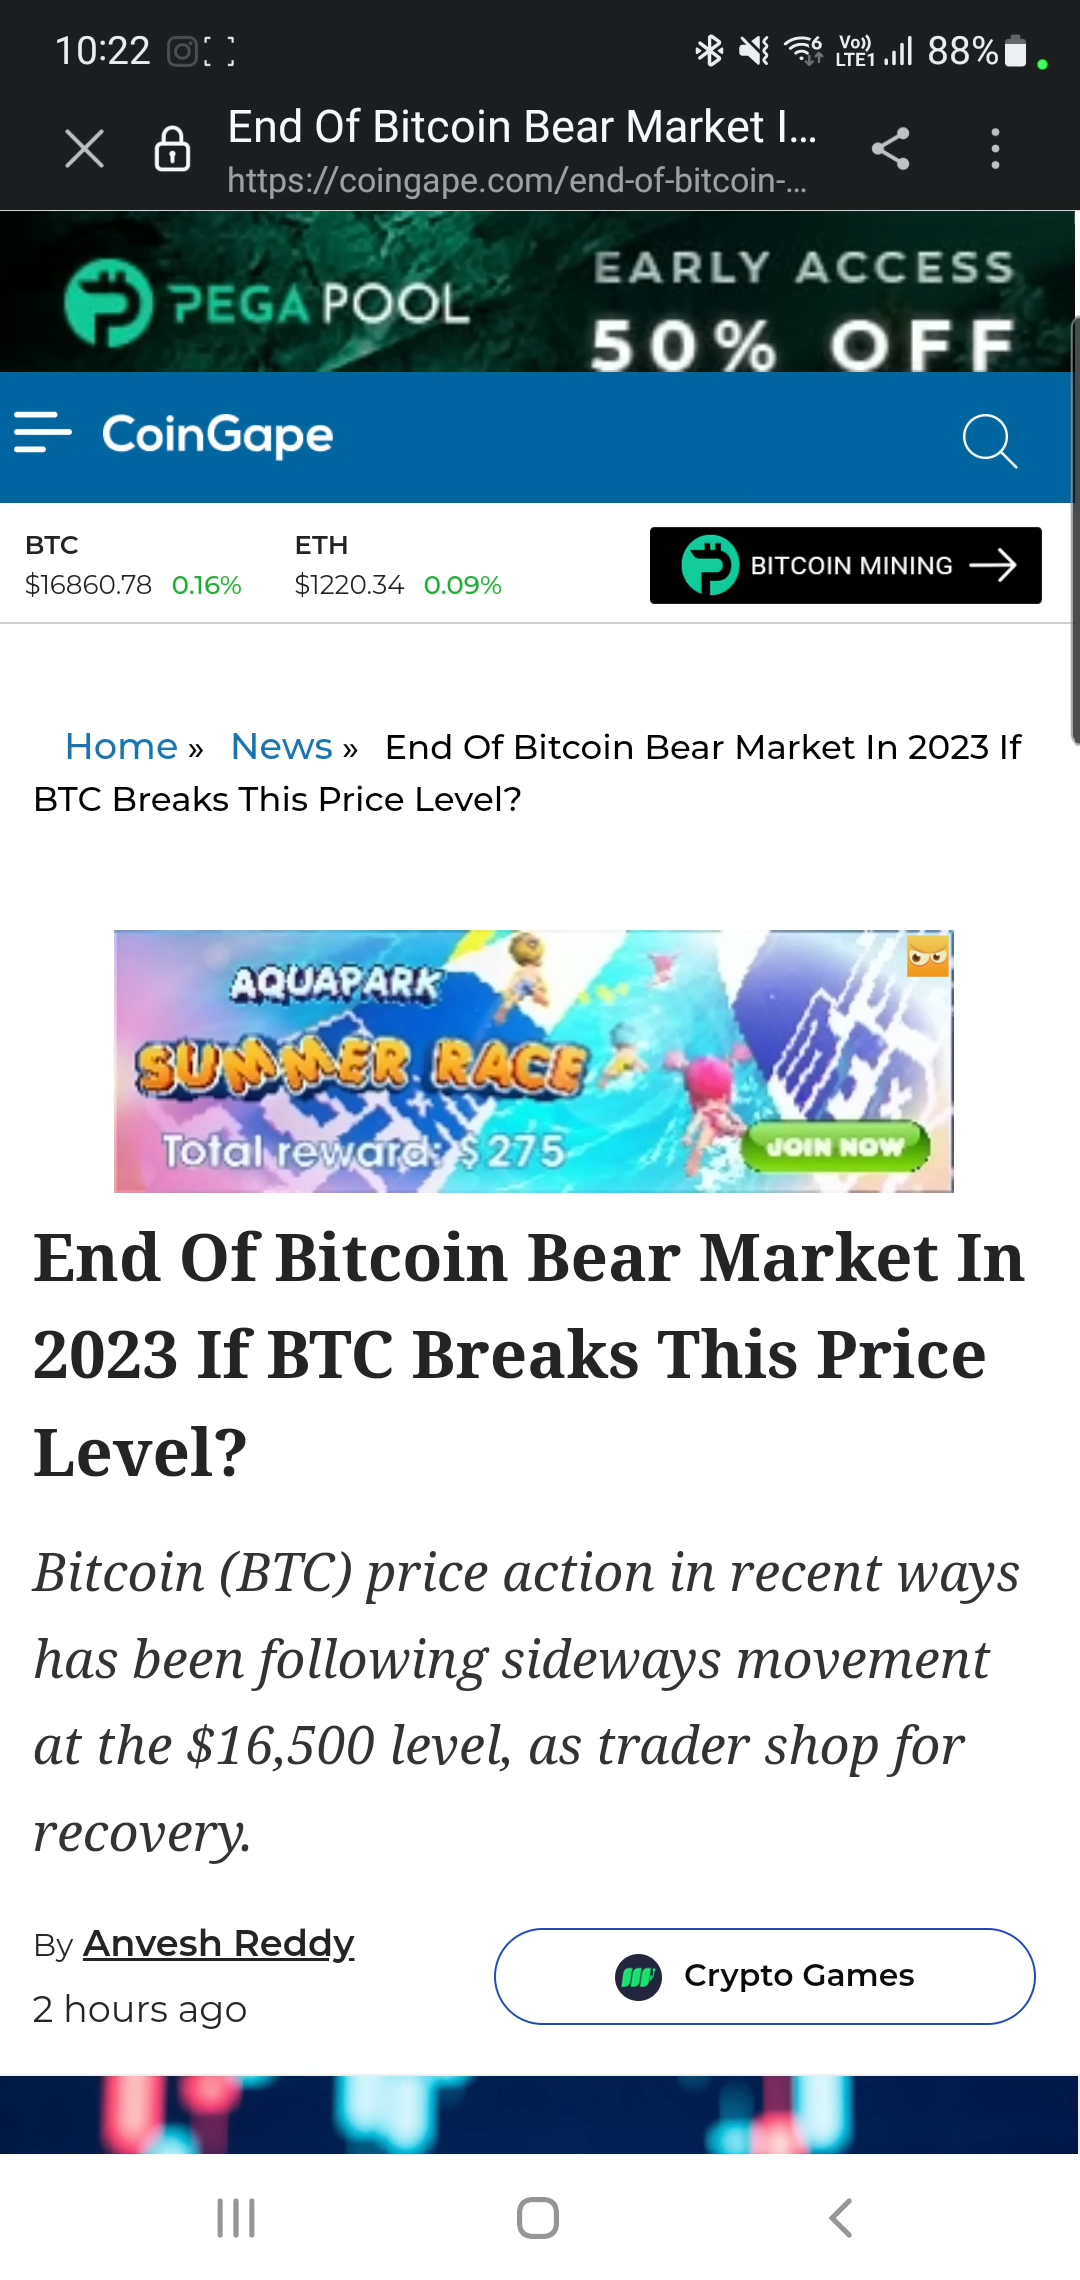 10:22 Vo)) LTE1 88%
End Of Bitcoin Bear Market I...
https://coingape.com/end-of-bitcoin-...
PEGA POOL
EARLY ACCESS
50% OFF
CoinGape
BTC
$16860.78 0.16%
ETH
$1220.34 0.09%
BITCOIN MINING
Home » News » End Of Bitcoin Bear Market In 2023 If
BTC Breaks This Price Level?
AQUAPARK
SUMMER RACE
Total reward: $275
JOIN NOW
End Of Bitcoin Bear Market In
2023 If BTC Breaks This Price
Level?
Bitcoin (BTC) price action in recent ways
has been following sideways movement
at the $16,500 level, as trader shop for
recovery.
By Anvesh Reddy
2 hours ago
Crypto Games